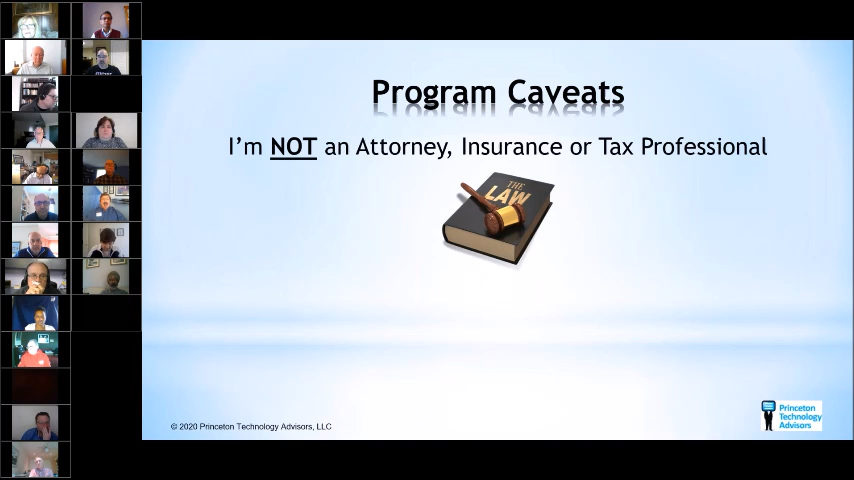 Program Caveats
I'm NOT an Attorney, Insurance or Tax Professional
THE
LAW
© 2020 Princeton Technology Advisors, LLC
Princeton
Technology
Advisors